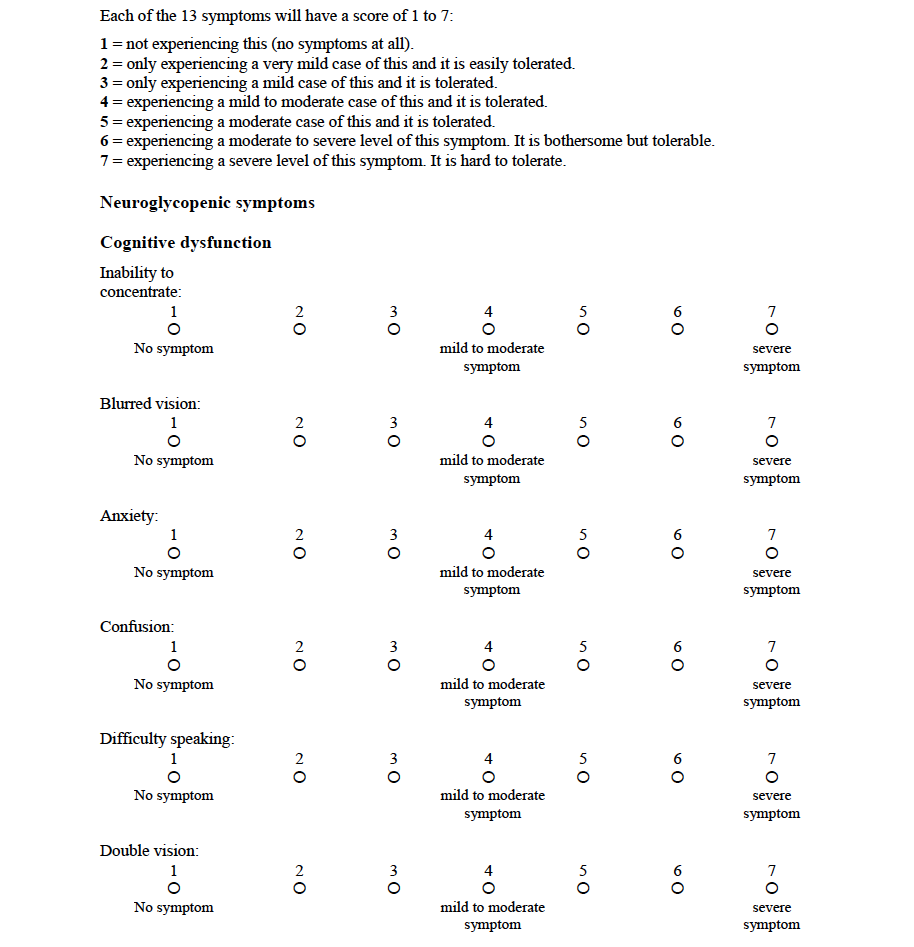 Each of the 13 symptoms will have a score of 1 to 7:
1 = not experiencing this (no symptoms at all).
2 = only experiencing a very mild case of this and it is easily tolerated.
3 = only experiencing a mild case of this and it is tolerated.
4 = experiencing a mild to moderate case of this and it is tolerated.
5 = experiencing a moderate case of this and it is tolerated.
6 = experiencing a moderate to severe level of this symptom. It is bothersome but tolerable.
7 = experiencing a severe level of this symptom. It is hard to tolerate.
Neuroglycopenic symptoms
Cognitive dysfunction
Inability to
concentrate:
1 2 3 4 5 6 7
No symptom mild to moderate severe
symptom symptom
Blurred vision:
1 2 3 4 5 6 7
No symptom mild to moderate severe
symptom symptom
Anxiety:
1 2 3 4 5 6 7
No symptom mild to moderate severe
symptom symptom
Confusion:
1 2 3 4 5 6 7
No symptom mild to moderate severe
symptom symptom
Difficulty speaking:
1 2 3 4 5 6 7
No symptom mild to moderate severe
symptom symptom
Double vision:
1 2 3 4 5 6 7
No symptom mild to moderate severe
symptom symptom